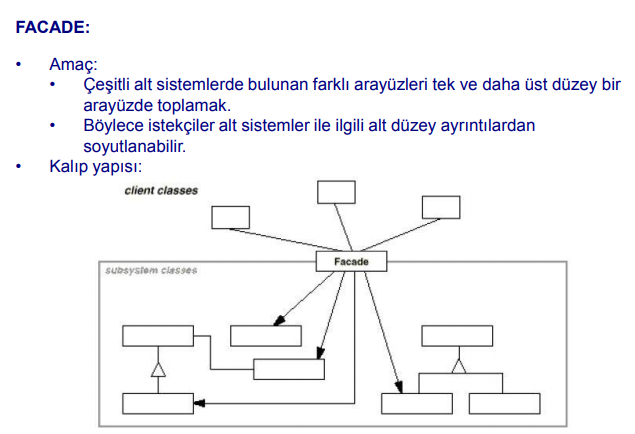 FACADE:
• Amaç:
• Çeşitli alt sistemlerde bulunan farklı arayüzleri tek ve daha üst düzey bir
arayüzde toplamak.
• Böylece istekçiler alt sistemler ile ilgili alt düzey ayrıntılardan
soyutlanabilir.
• Kalıp yapısı:
client classes
Facade
subsystem classes